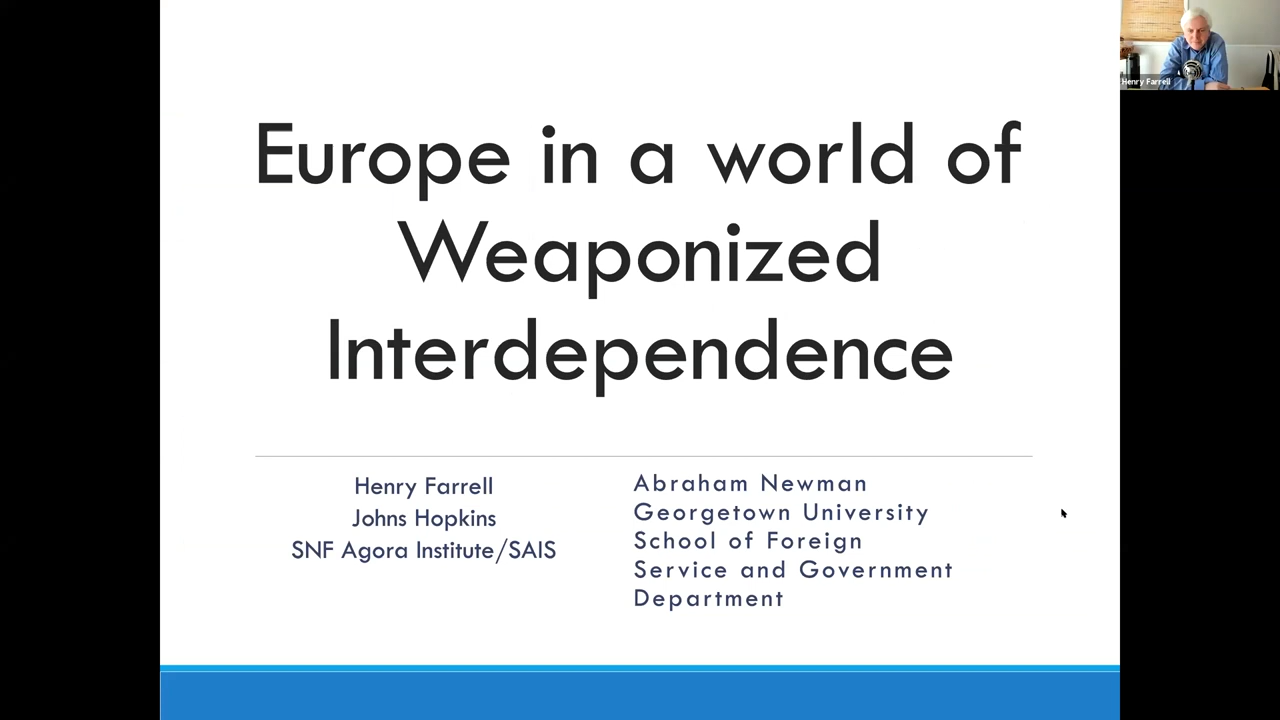 Europe in a world of
Weaponized
Interdependence
Henry Farrell
Johns Hopkins
SNF Agora Institute/SAIS
Abraham Newman
Georgetown University
School of Foreign
Service and Government
Department
Henry Farrell